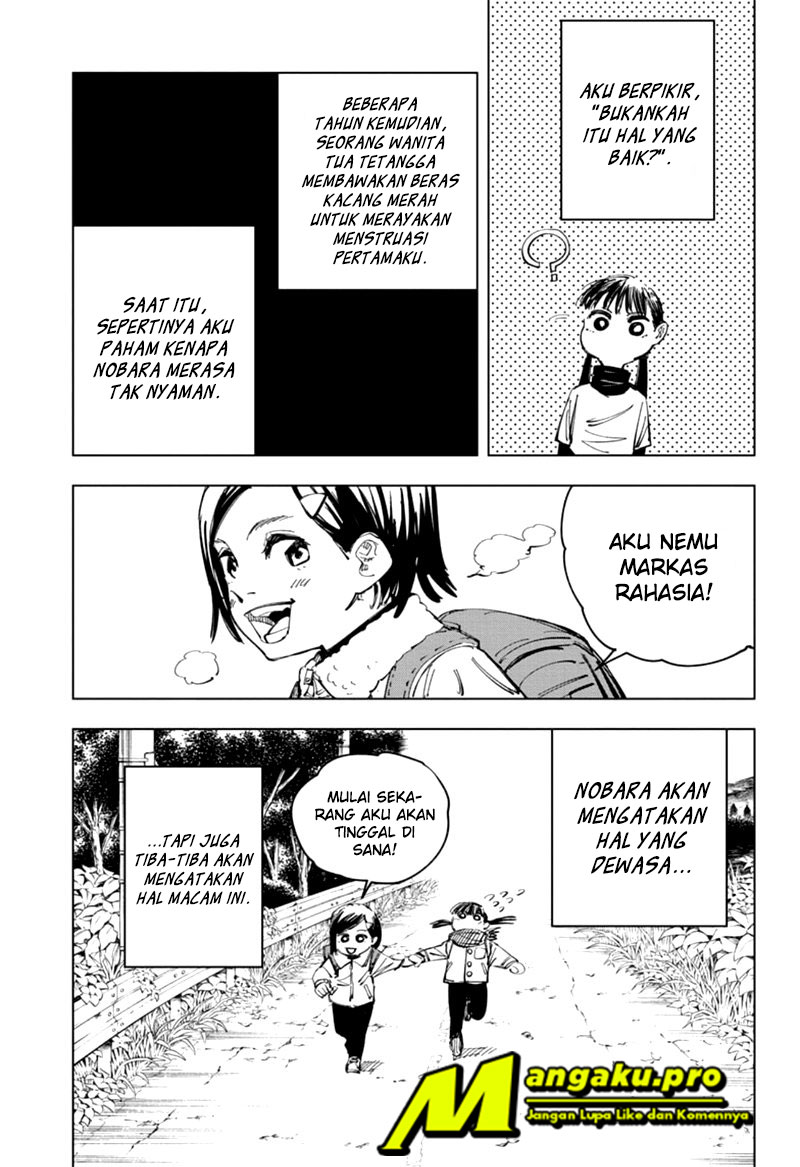 AKU BERPIKIR,
"BUKANKAH
ITU HAL YANG
BAIK?".
BEBERAPA
TAHUN KEMUDIAN,
SEORANG WANITA
TUA TETANGGA
MEMBAWAKAN BERAS
KACANG MERAH
UNTUK MERAYAKAN
MENSTRUASI
PERTAMAKU.
SAAT ITU,
SEPERTINYA AKU
PAHAM KENAPA
NOBARA MERASA
TAK NYAMAN.
AKU NEMU
MARKAS
RAHASIA!
NOBARA AKAN
MENGATAKAN
HAL YANG
DEWASA...
MULAI SEKA-
RANG AKU AKAN
TINGGAL DI
SANA!
...TAPI JUGA
TIBA-TIBA AKAN
MENGATAKAN
HAL MACAM INI.
Mangaku.pro
Jangan Lupa Like dan Komennya